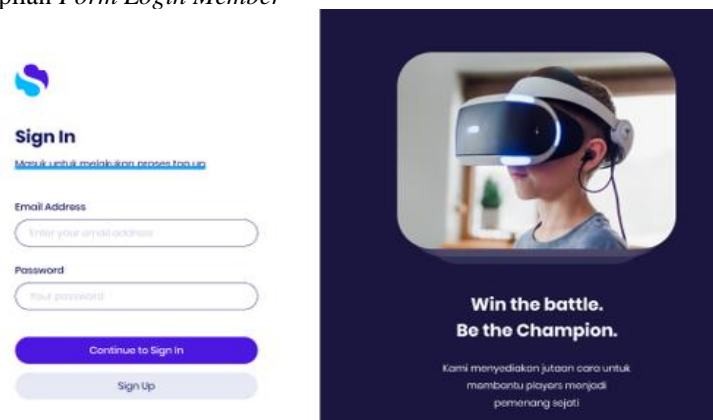 Form Login Member
Sign In
Masuk untuk melakukan proses top up
Email Address
Enter your email address
Password
Your password
Continue to Sign In
Sign Up
Win the battle.
Be the Champion.
Kami menyediakan jutaan cara untuk
membantu players menjadi
pemenang sejati